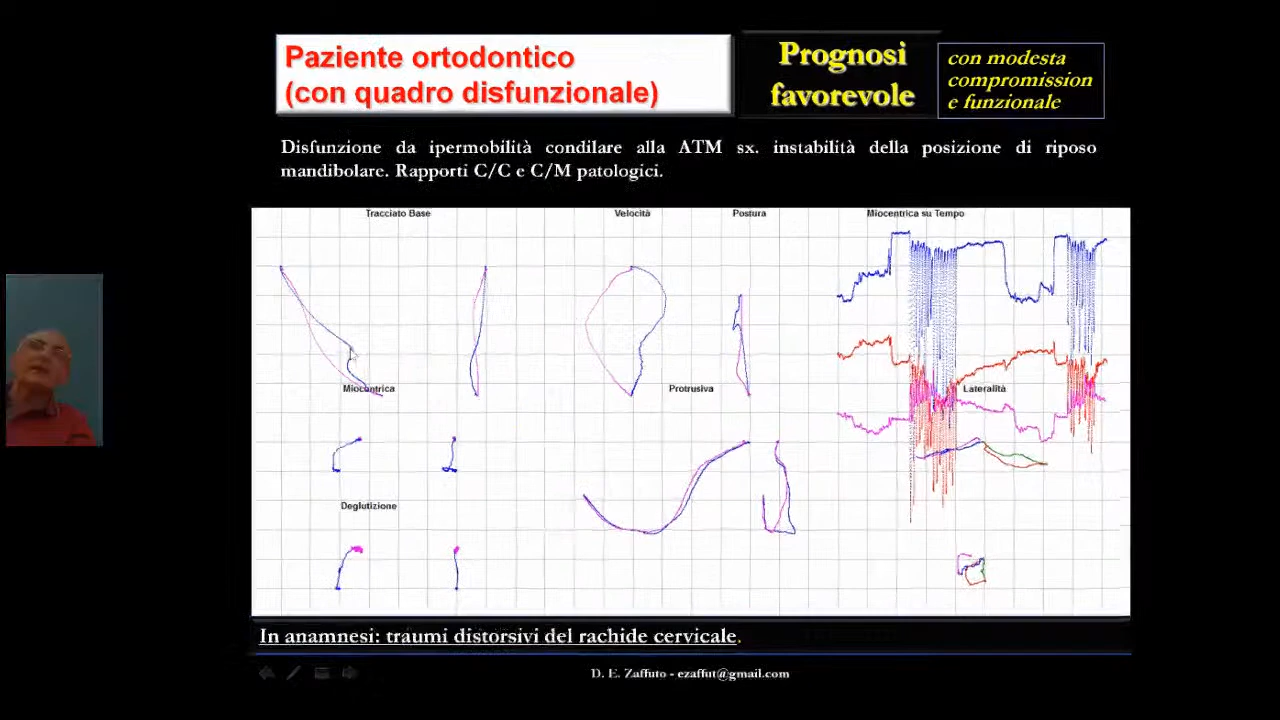 Paziente ortodontico
(con quadro disfunzionale)
Prognosi
favorevole
con modesta
compromission
e funzionale
Disfunzione da ipermobilità condilare alla ATM sx. instabilità della posizione di riposo
mandibolare. Rapporti C/C e C/M patologici.
Tracciato Base
Velocità
Postura
Miocentrica su Tempo
Miocentrica
Protrusiva
Lateralità
Deglutizione
In anamnesi: traumi distorsivi del rachide cervicale.
D. E. Zaffuto - ezaffut@gmail.com